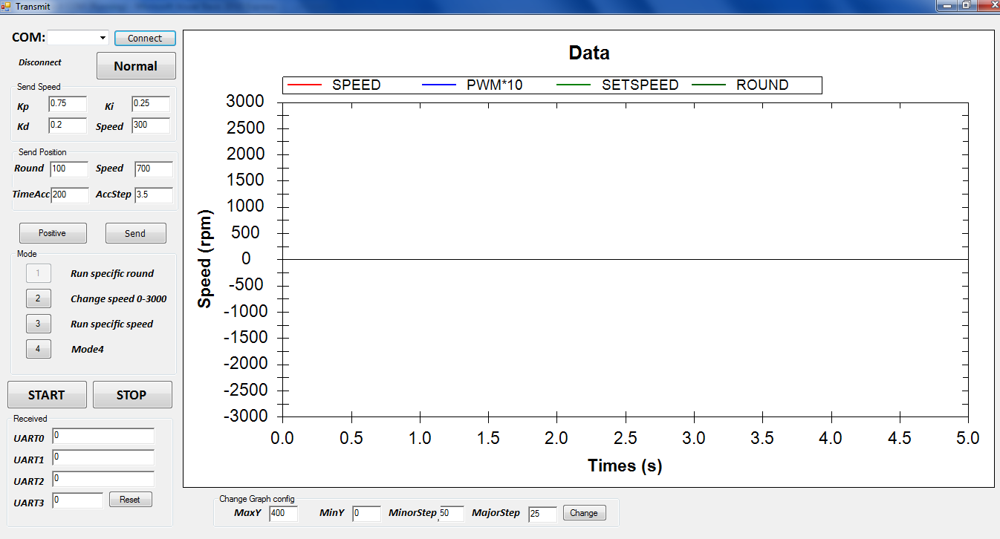 Transmit
COM: Connect
Disconnect Normal
Send Speed
Kp 0.75 Ki 0.25
Kd 0.2 Speed 300
Send Position
Round 100 Speed 700
TimeAcc 200 AccStep 3.5
Positive Send
Mode
1 Run specific round
2 Change speed 0-3000
3 Run specific speed
4 Mode4
START STOP
Received
UART0 0
UART1 0
UART2 0
UART3 0 Reset
Data
SPEED PWM*10 SETSPEED ROUND
3000
2500
2000
1500
1000
500
0
-500
-1000
-1500
-2000
-2500
-3000
Speed (rpm)
0.0 0.5 1.0 1.5 2.0 2.5 3.0 3.5 4.0 4.5 5.0
Times (s)
Change Graph config
MaxY 400 MinY 0 MinorStep 50 MajorStep 25 Change